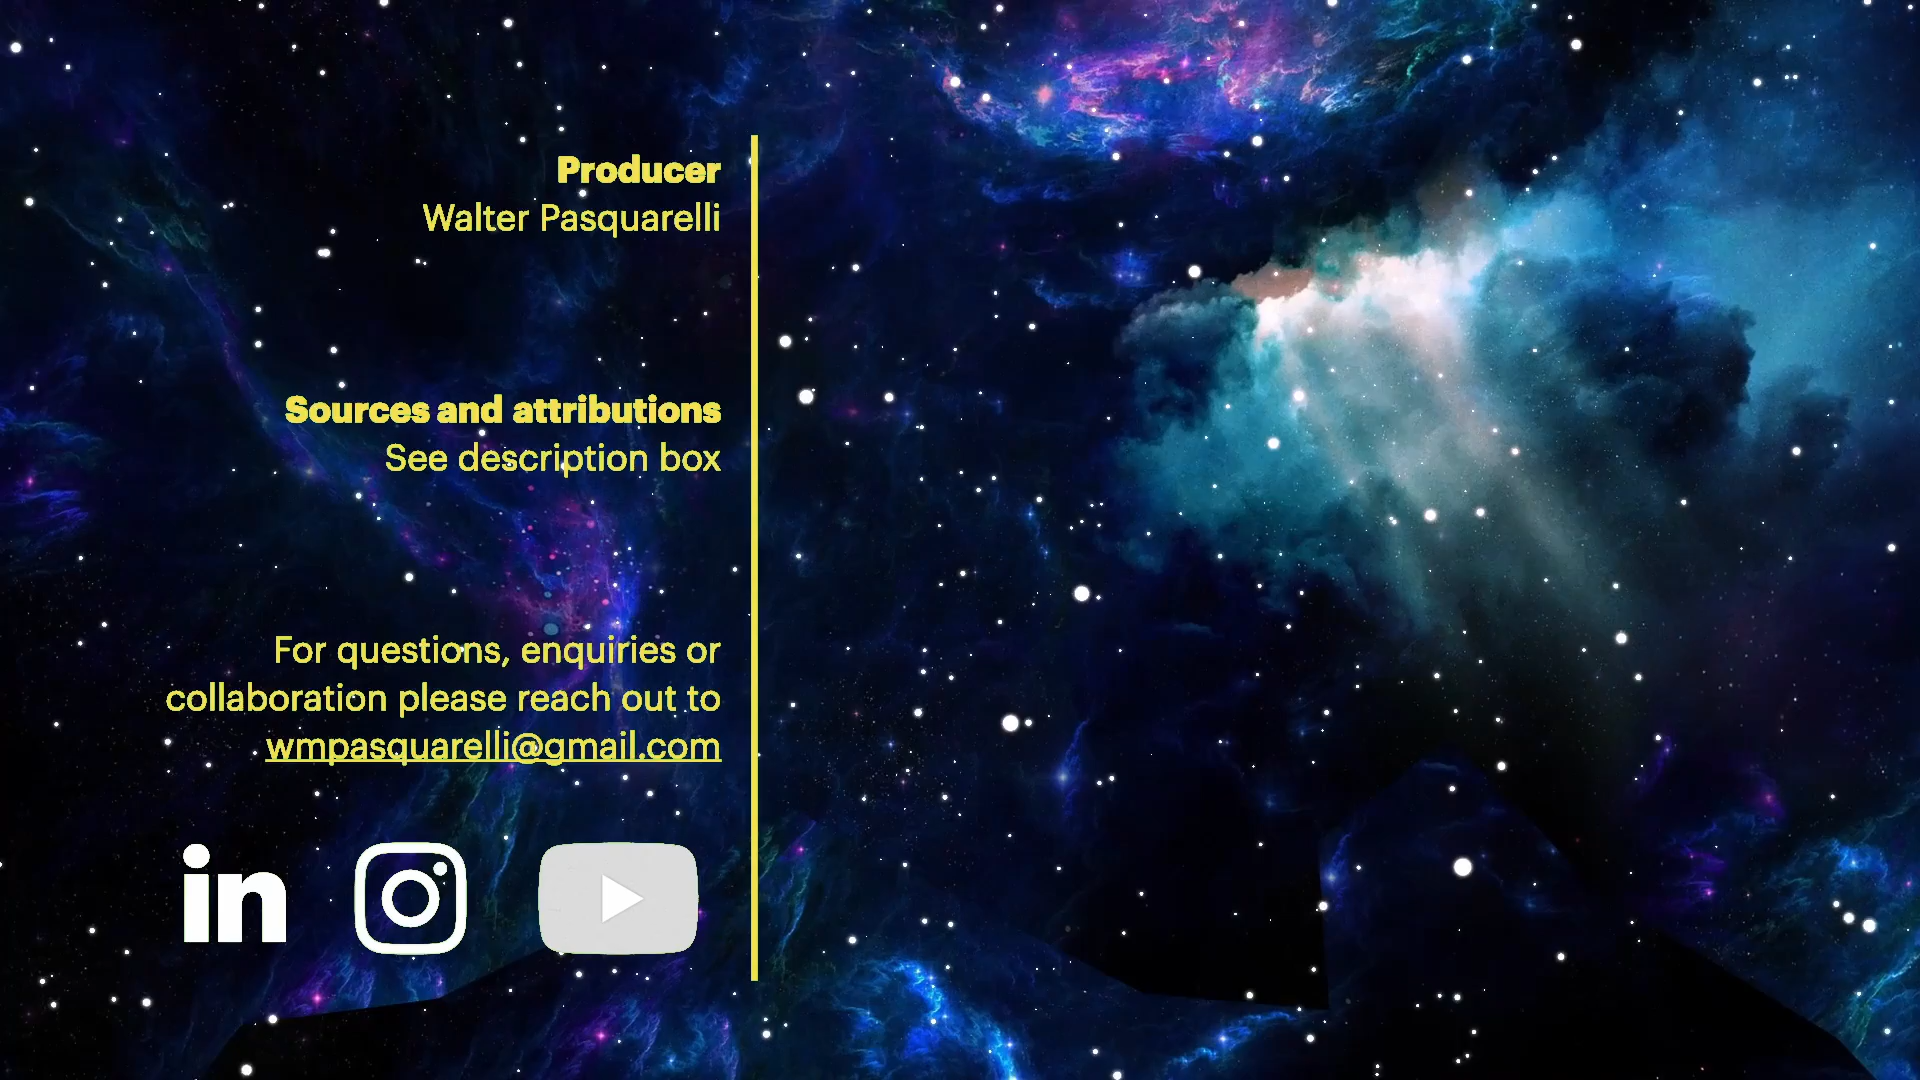 Producer
Walter Pasquarelli
Sources and attributions
See description box
For questions, enquiries or
collaboration please reach out to
wmpasquarelli@gmail.com
in